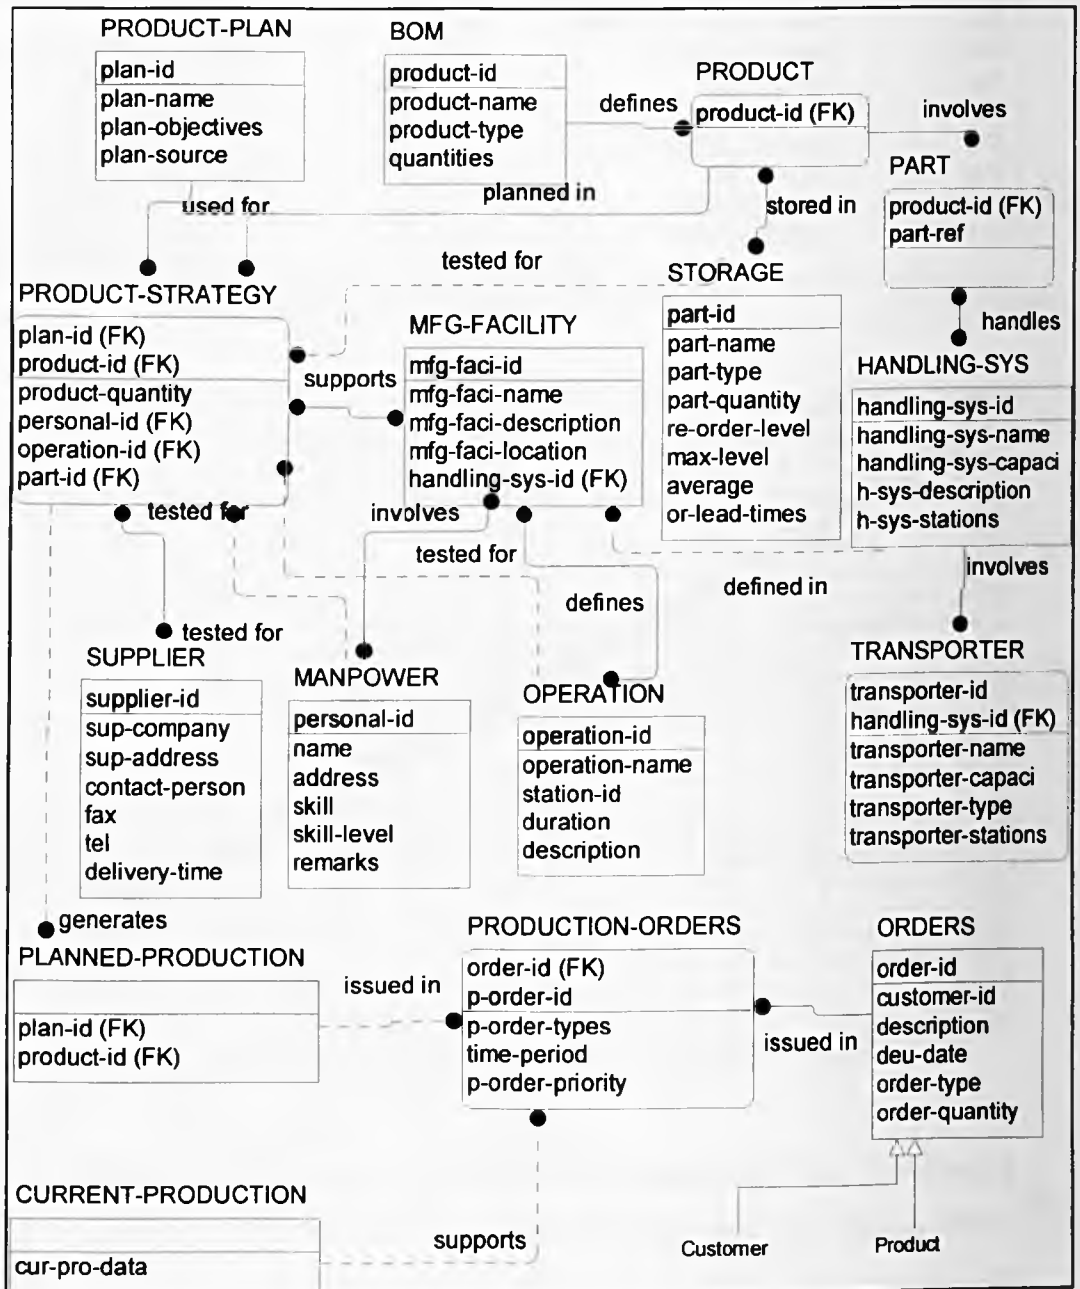 PRODUCT-PLAN
plan-id
plan-name
plan-objectives
plan-source
BOM
product-id
product-name
product-type
quantities
defines
PRODUCT
product-id (FK)
involves
PART
product-id (FK)
part-ref
used for
planned in
stored in
tested for
PRODUCT-STRATEGY
plan-id (FK)
product-id (FK)
product-quantity
personal-id (FK)
operation-id (FK)
part-id (FK)
supports
MFG-FACILITY
mfg-faci-id
mfg-faci-name
mfg-faci-description
mfg-faci-location
handling-sys-id (FK)
STORAGE
part-id
part-name
part-type
part-quantity
re-order-level
max-level
average
or-lead-times
handles
HANDLING-SYS
handling-sys-id
handling-sys-name
handling-sys-capaci
h-sys-description
h-sys-stations
tested for
involves
tested for
defines
defined in
involves
tested for
SUPPLIER
supplier-id
sup-company
sup-address
contact-person
fax
tel
delivery-time
MANPOWER
personal-id
name
address
skill
skill-level
remarks
OPERATION
operation-id
operation-name
station-id
duration
description
TRANSPORTER
transporter-id
handling-sys-id (FK)
transporter-name
transporter-capaci
transporter-type
transporter-stations
generates
PLANNED-PRODUCTION
plan-id (FK)
product-id (FK)
issued in
PRODUCTION-ORDERS
order-id (FK)
p-order-id
p-order-types
time-period
p-order-priority
issued in
ORDERS
order-id
customer-id
description
deu-date
order-type
order-quantity
CURRENT-PRODUCTION
cur-pro-data
supports
Customer
Product